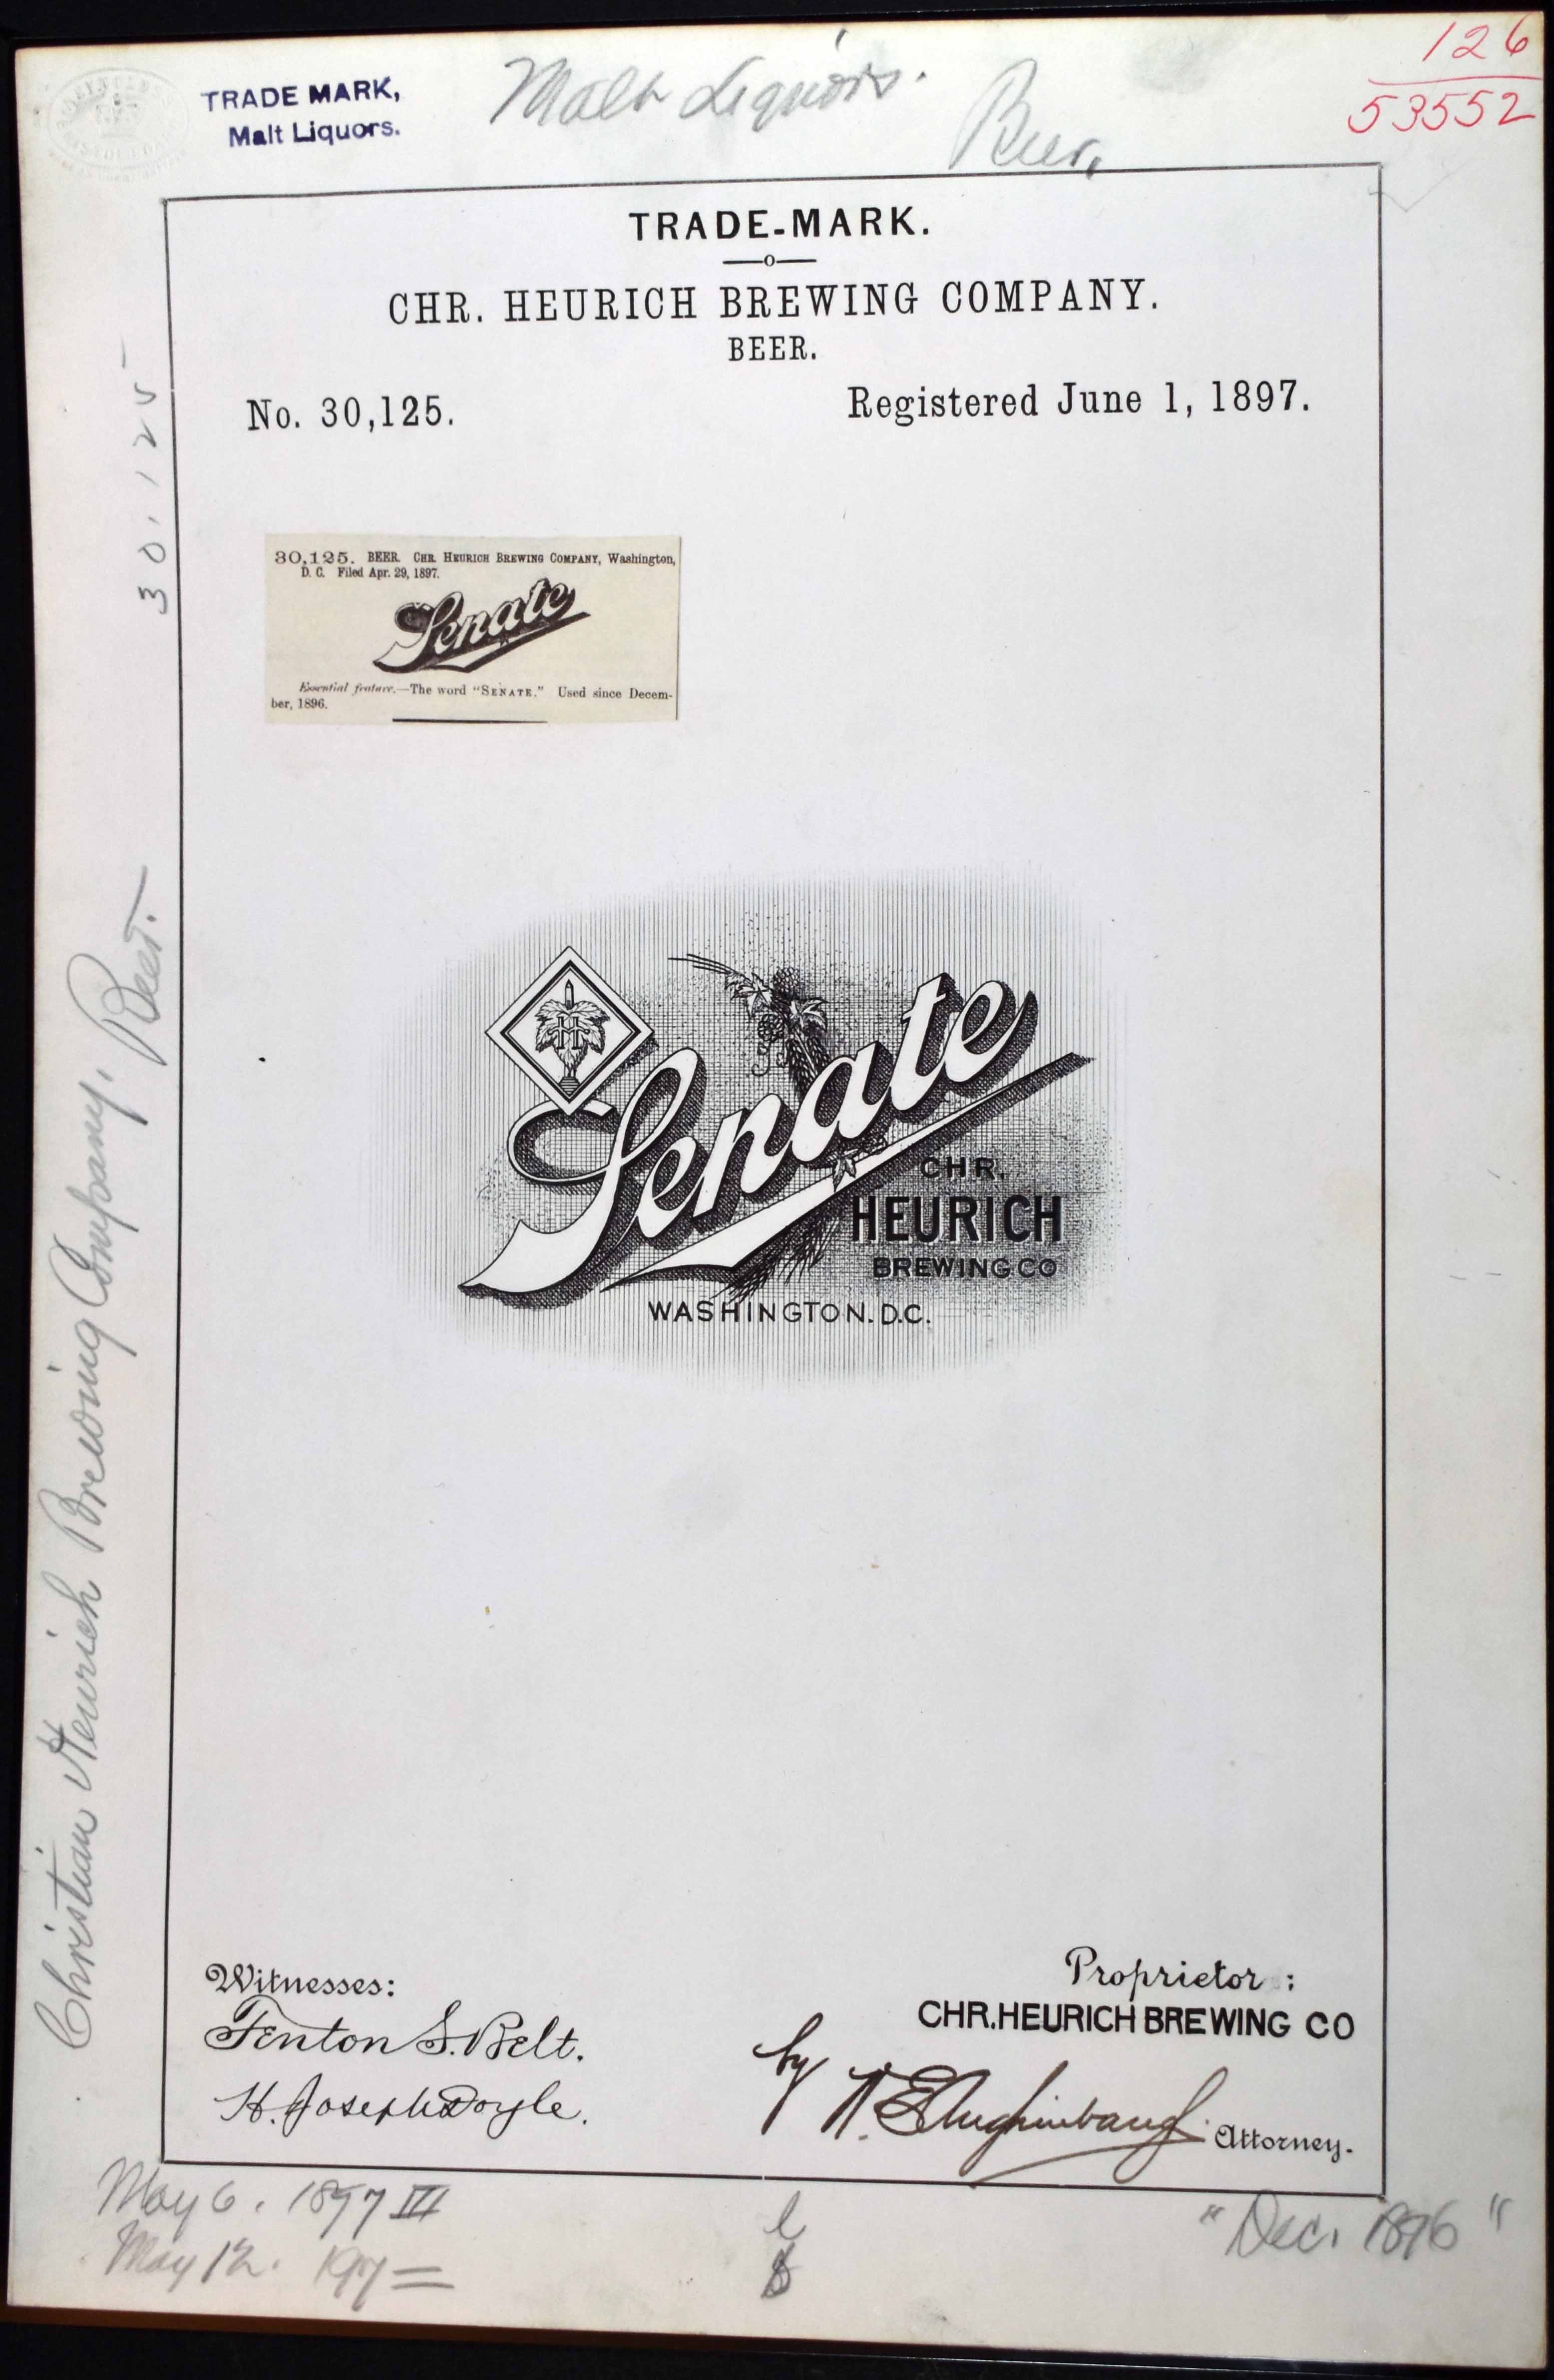 TRADE MARK,
Malt Liquors.
Malt Liquors.
Beer,
126
53552
TRADE-MARK.
CHR. HEURICH BREWING COMPANY.
BEER.
No. 30,125.
Registered June 1, 1897.
30,125. BEER. CHR. HEURICH BREWING COMPANY, Washington,
D. C. Filed Apr. 29, 1897.
Senate
Essential feature.—The word "SENATE." Used since Decem-
ber, 1896.
H
Senate
CHR.
HEURICH
BREWING CO
WASHINGTON. D.C.
30,125
Christian Heurich Brewing Company, Beer.
Witnesses:
Fenton S. Belt.
H. Joseph Doyle.
Proprietor:
CHR.HEURICH BREWING CO
by
Attorney.
May 6. 1897 III
May 12.
"Dec. 1896"